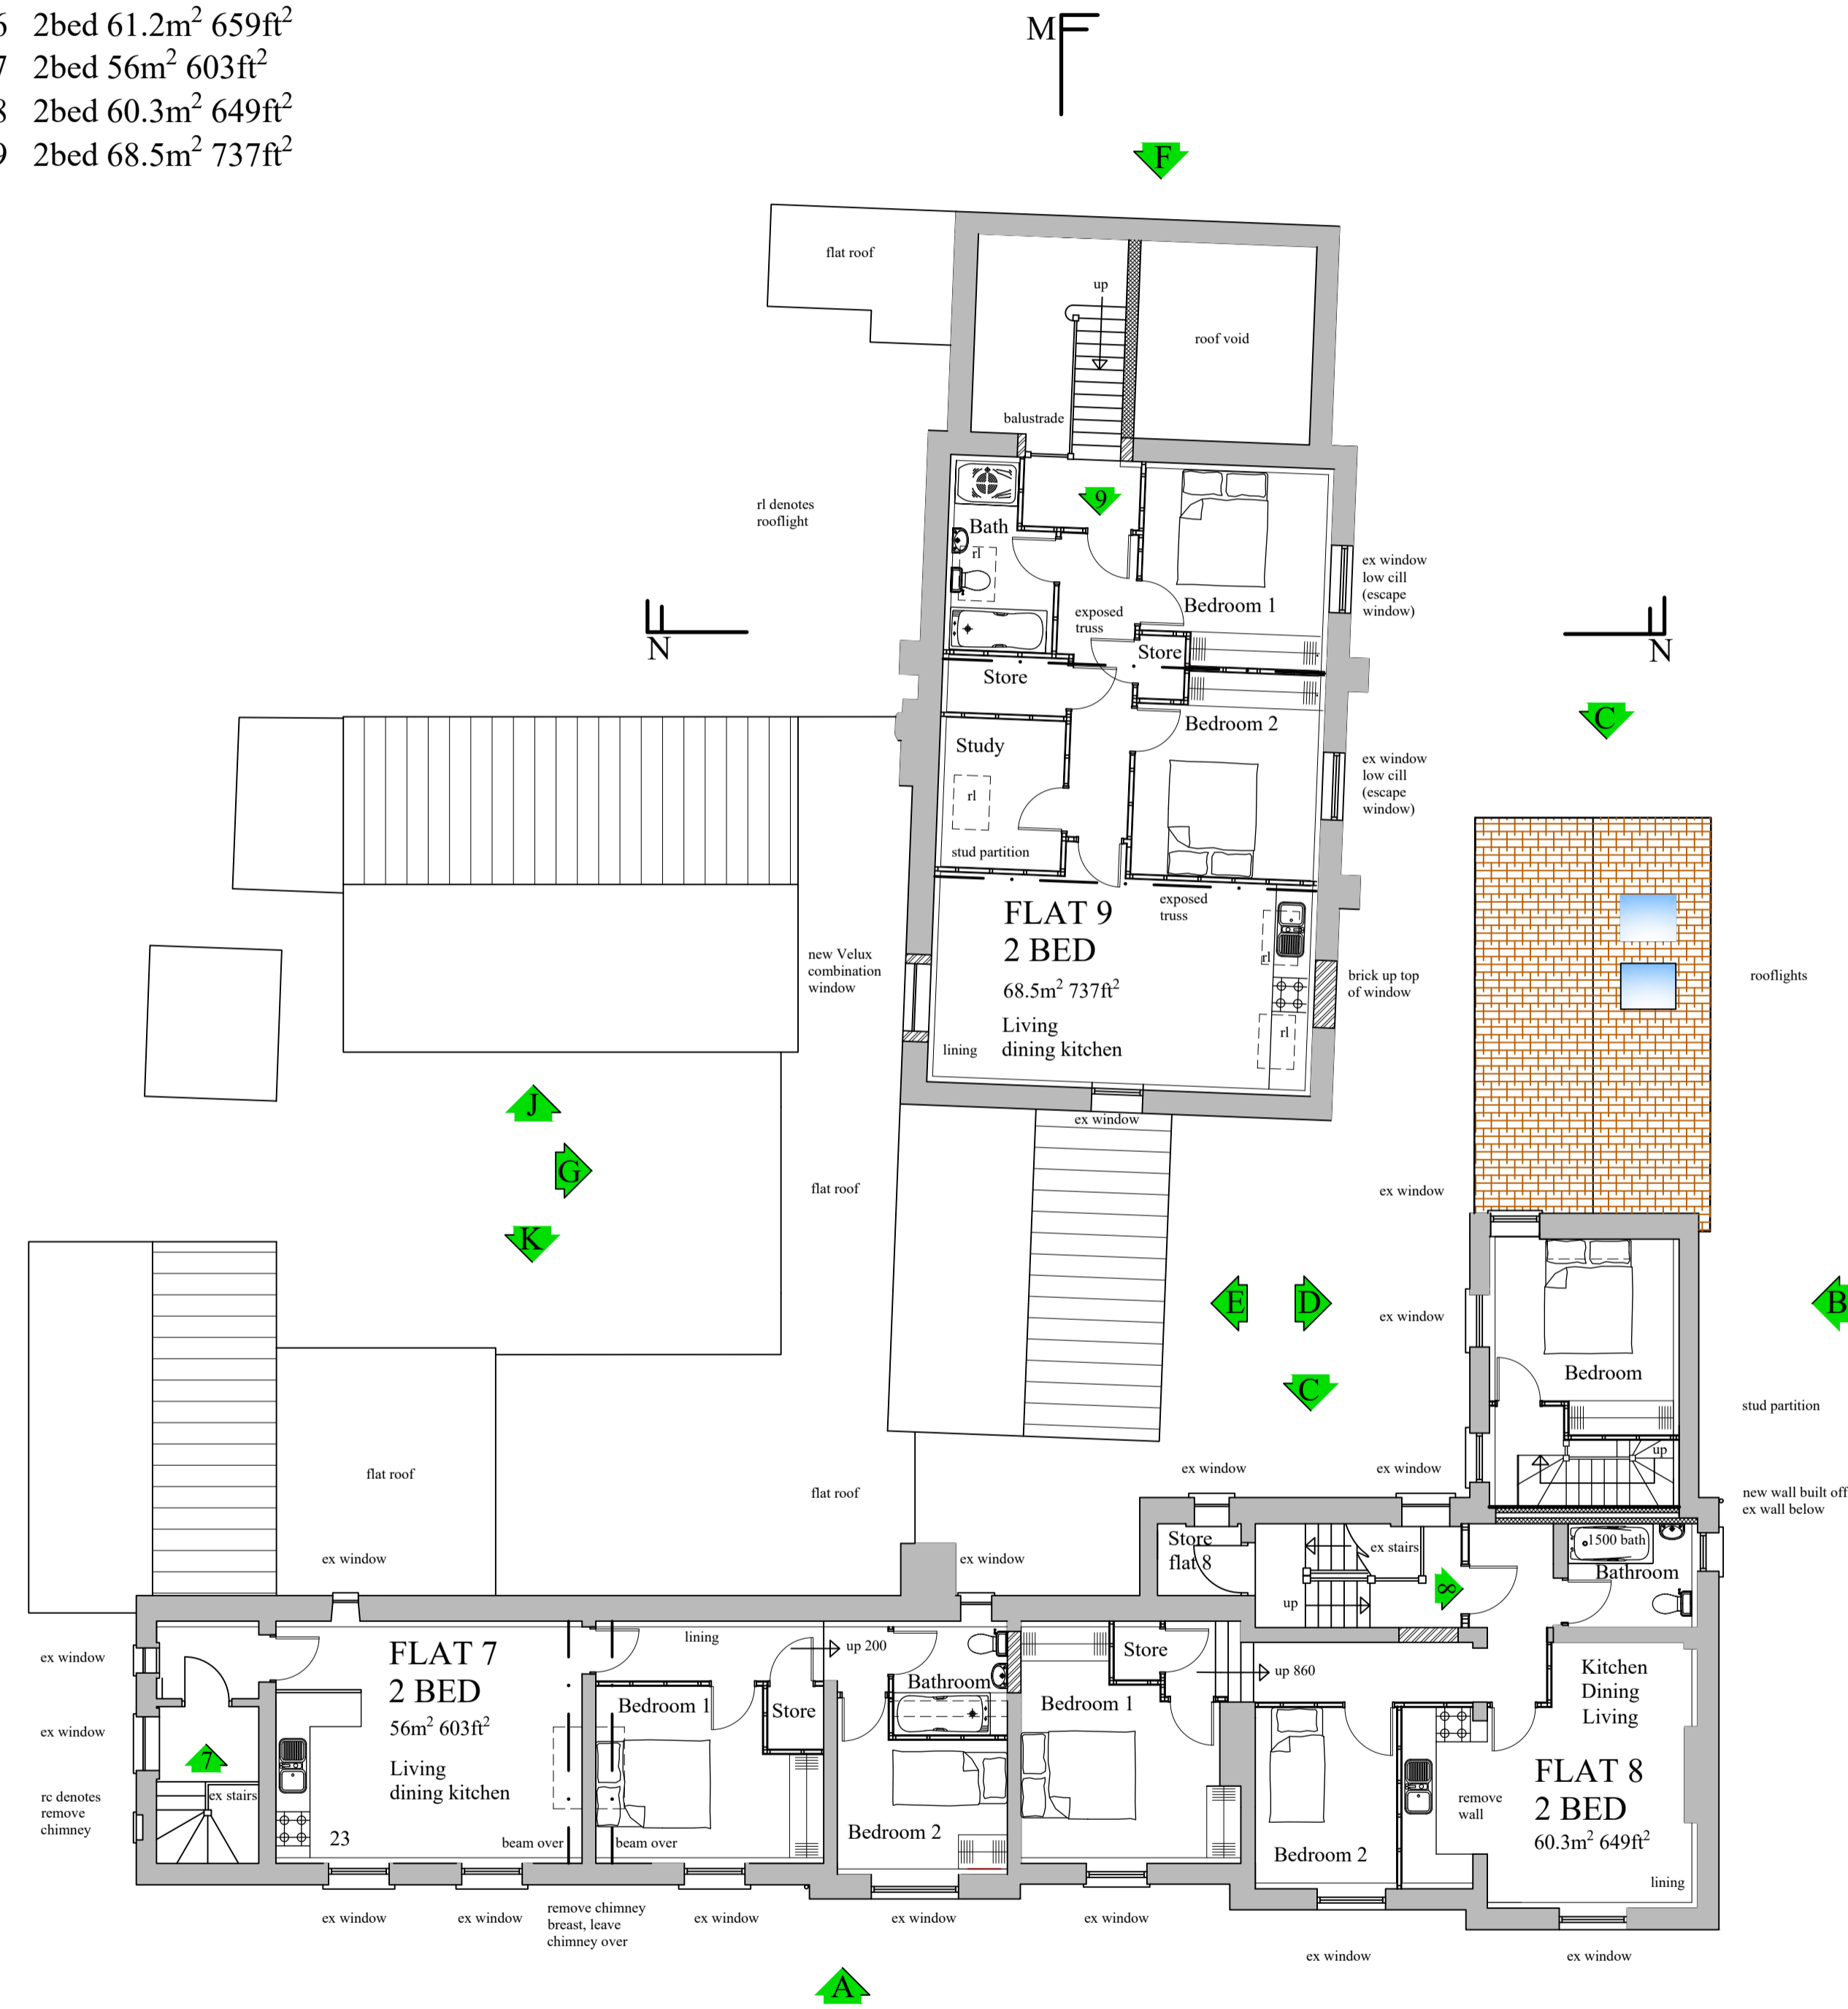 6 2bed 61.2m² 659ft²
7 2bed 56m² 603ft²
8 2bed 60.3m² 649ft²
9 2bed 68.5m² 737ft²
M
F
flat roof
up
roof void
balustrade
rl denotes
rooflight
9
Bath
rl
Bedroom 1
ex window
low cill
(escape
window)
exposed
truss
N
N
Store
Store
Bedroom 2
C
Study
rl
ex window
low cill
(escape
window)
stud partition
exposed
truss
FLAT 9
2 BED
68.5m² 737ft²
Living
dining kitchen
rl
rl
lining
new Velux
combination
window
brick up top
of window
rooflights
ex window
J
G
K
flat roof
ex window
E
D
C
ex window
B
Bedroom
stud partition
up
flat roof
flat roof
ex window
ex window
new wall built off
ex wall below
ex window
ex window
Store
flat 8
ex stairs
up
8
1500 bath
Bathroom
ex window
ex window
7
ex stairs
rc denotes
remove
chimney
FLAT 7
2 BED
56m² 603ft²
Living
dining kitchen
23
beam over
beam over
lining
up 200
Bedroom 1
Store
Bathroom
Bedroom 2
Bedroom 1
Store
up 860
Bedroom 2
Kitchen
Dining
Living
remove
wall
FLAT 8
2 BED
60.3m² 649ft²
lining
ex window
ex window
remove chimney
breast, leave
chimney over
ex window
ex window
ex window
ex window
ex window
A